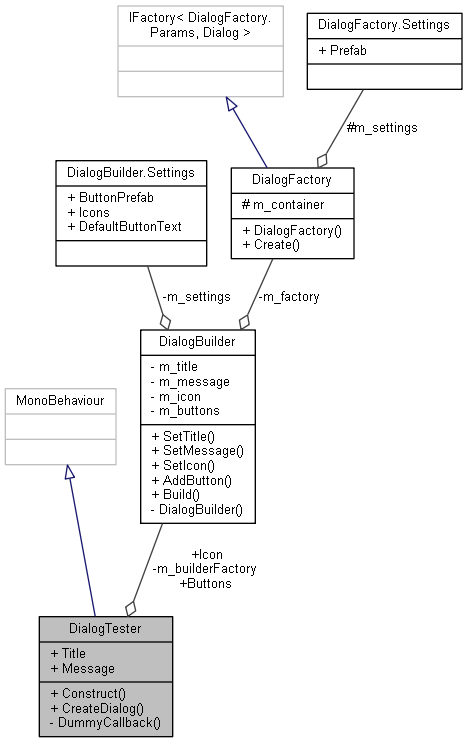 IFactory< DialogFactory.
Params, Dialog >
DialogFactory.Settings
+ Prefab
#m_settings
DialogBuilder.Settings
+ ButtonPrefab
+ Icons
+ DefaultButtonText
DialogFactory
# m_container
+ DialogFactory()
+ Create()
-m_settings
-m_factory
DialogBuilder
- m_title
- m_message
- m_icon
- m_buttons
+ SetTitle()
+ SetMessage()
+ SetIcon()
+ AddButton()
+ Build()
- DialogBuilder()
MonoBehaviour
+Icon
-m_builderFactory
+Buttons
DialogTester
+ Title
+ Message
+ Construct()
+ CreateDialog()
- DummyCallback()